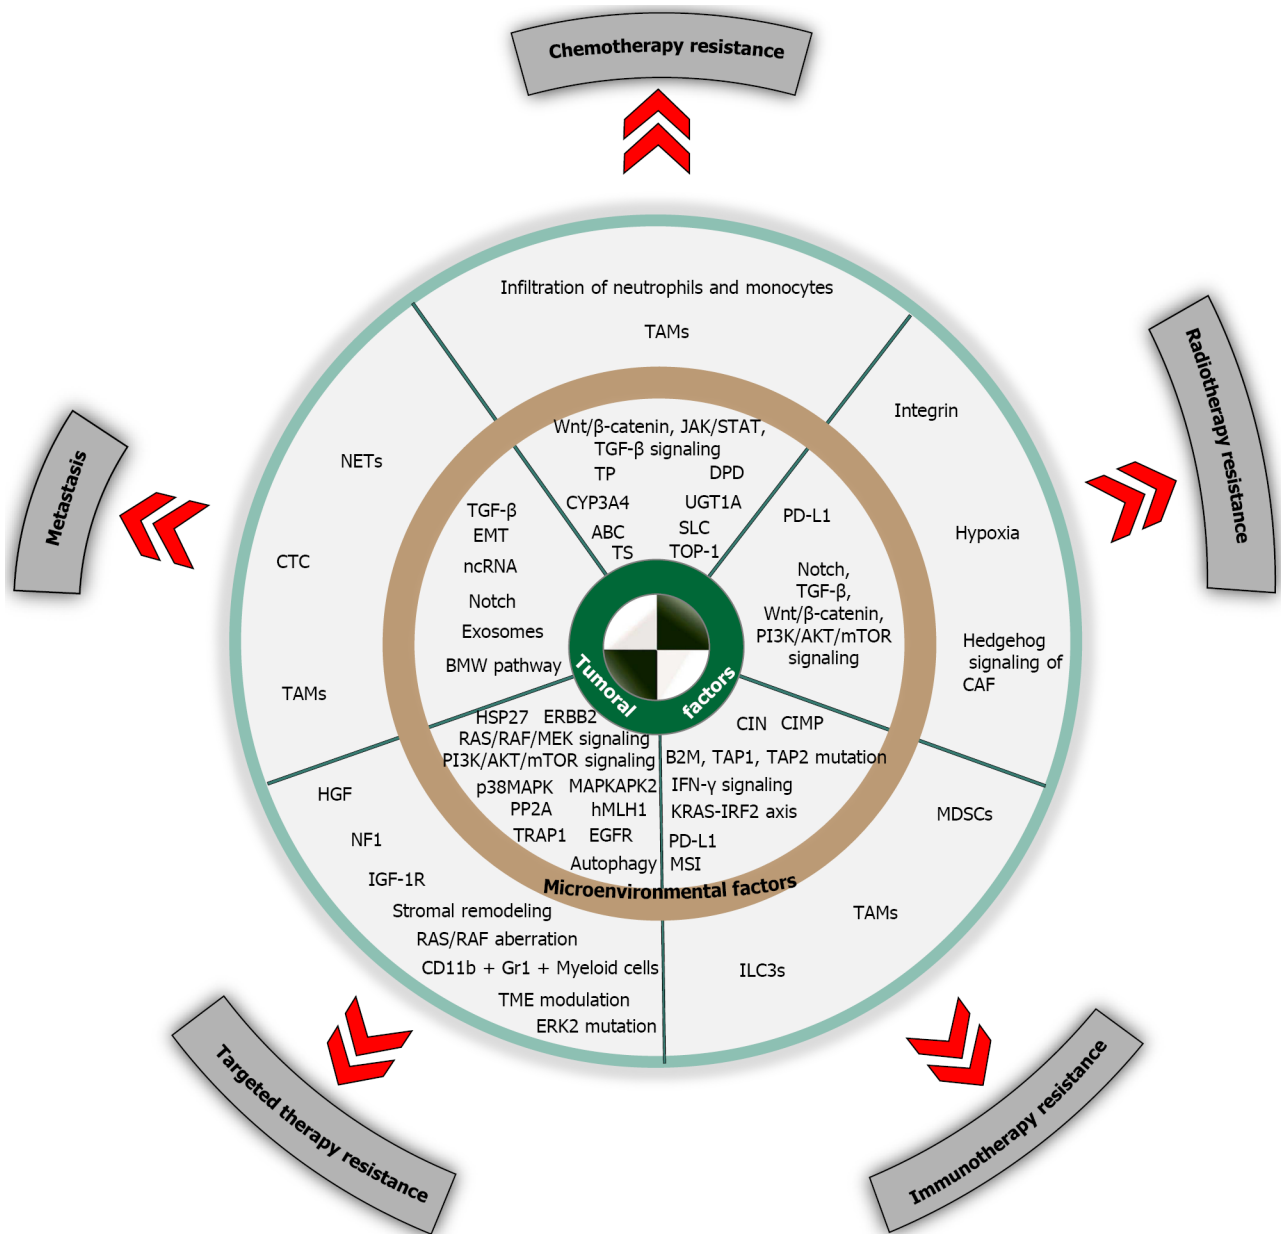 Chemotherapy resistance
Infiltration of neutrophils and monocytes
TAMs
Wnt/β-catenin, JAK/STAT,
TGF-β signaling
TP
DPD
CYP3A4
UGT1A
ABC
SLC
TS
TOP-1
Radiotherapy resistance
Integrin
Hypoxia
Hedgehog
signaling of
CAF
PD-L1
Notch,
TGF-β,
Wnt/β-catenin,
PI3K/AKT/mTOR
signaling
Metastasis
NETs
CTC
TAMs
TGF-β
EMT
ncRNA
Notch
Exosomes
BMW pathway
Tumoral factors
HSP27 ERBB2
RAS/RAF/MEK signaling
PI3K/AKT/mTOR signaling
p38MAPK MAPKAPK2
PP2A hMLH1
TRAP1 EGFR
Autophagy
CIN CIMP
B2M, TAP1, TAP2 mutation
IFN-γ signaling
KRAS-IRF2 axis
PD-L1
MSI
Microenvironmental factors
HGF
NF1
IGF-1R
Stromal remodeling
RAS/RAF aberration
CD11b + Gr1 + Myeloid cells
TME modulation
ERK2 mutation
MDSCs
TAMs
ILC3s
Targeted therapy resistance
Immunotherapy resistance